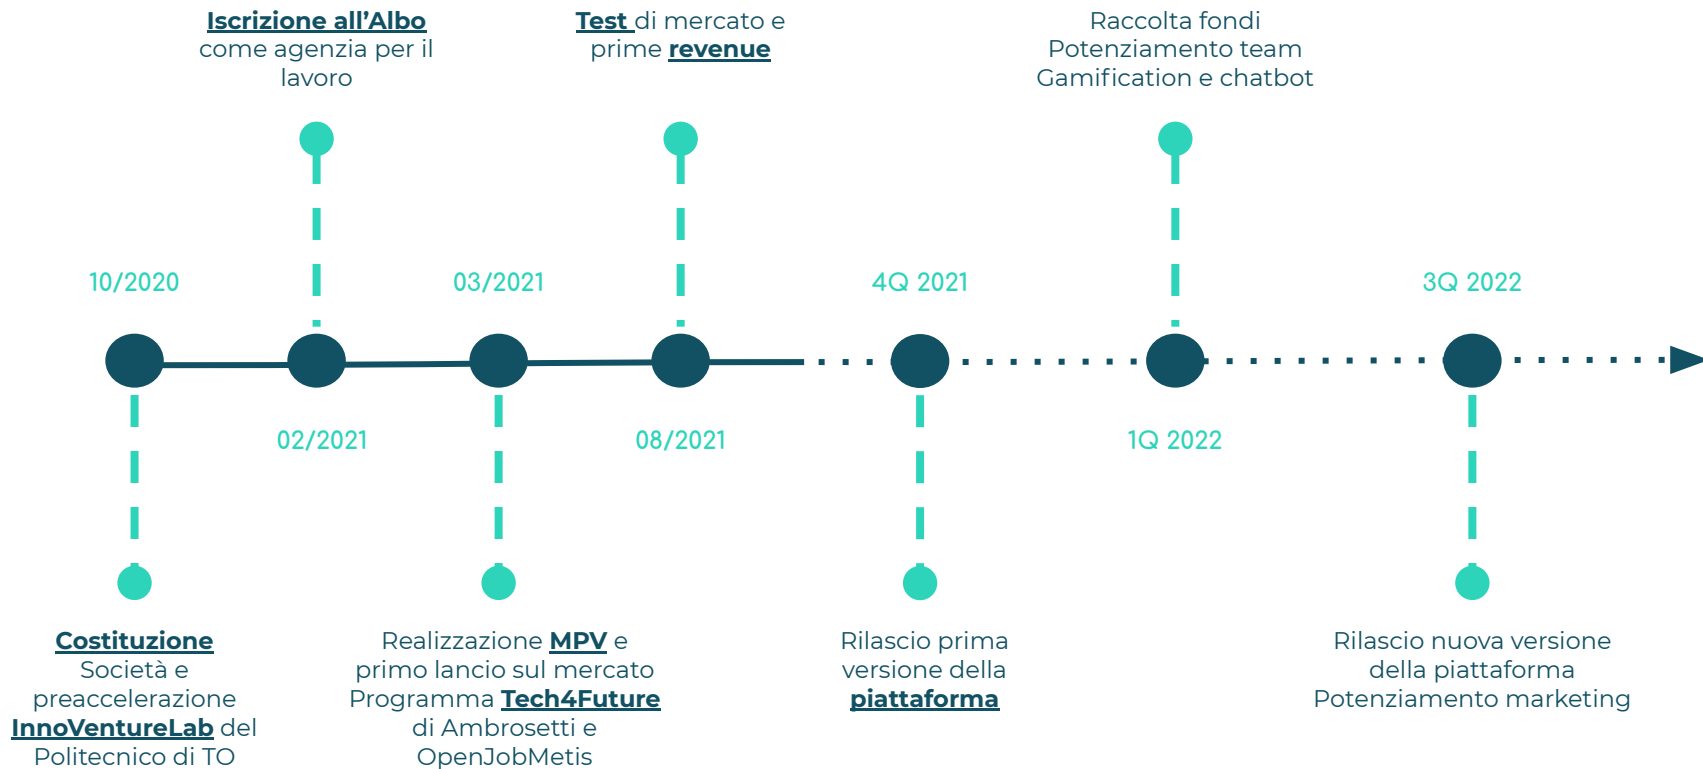 Iscrizione all’Albo
come agenzia per il
lavoro
Test di mercato e
prime revenue
Raccolta fondi
Potenziamento team
Gamification e chatbot
10/2020
03/2021
4Q 2021
3Q 2022
02/2021
08/2021
1Q 2022
Costituzione
Società e
preaccelerazione
InnoVentureLab del
Politecnico di TO
Realizzazione MPV e
primo lancio sul mercato
Programma Tech4Future
di Ambrosetti e
OpenJobMetis
Rilascio prima
versione della
piattaforma
Rilascio nuova versione
della piattaforma
Potenziamento marketing